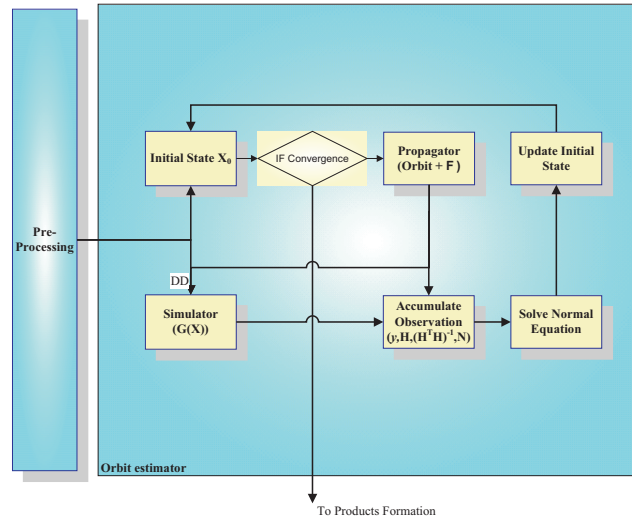 Pre-
Processing
Initial State X₀
IF Convergence
Propagator
(Orbit + F )
Update Initial
State
DD
Simulator
(G(X))
Accumulate
Observation
(y,H,(HᵀH)⁻¹,N)
Solve Normal
Equation
Orbit estimator
To Products Formation